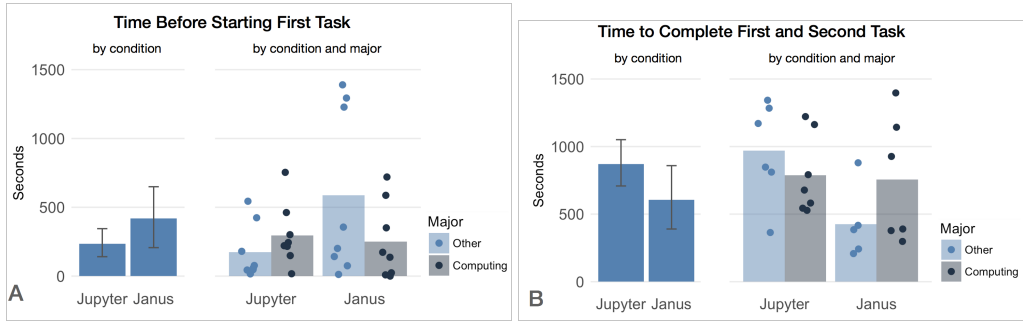 Time Before Starting First Task
by condition
by condition and major
1500
1000
500
0
Seconds
Jupyter Janus
Jupyter
Janus
Major
Other
Computing
A
Time to Complete First and Second Task
by condition
by condition and major
1500
1000
500
0
Seconds
Jupyter Janus
Jupyter
Janus
Major
Other
Computing
B